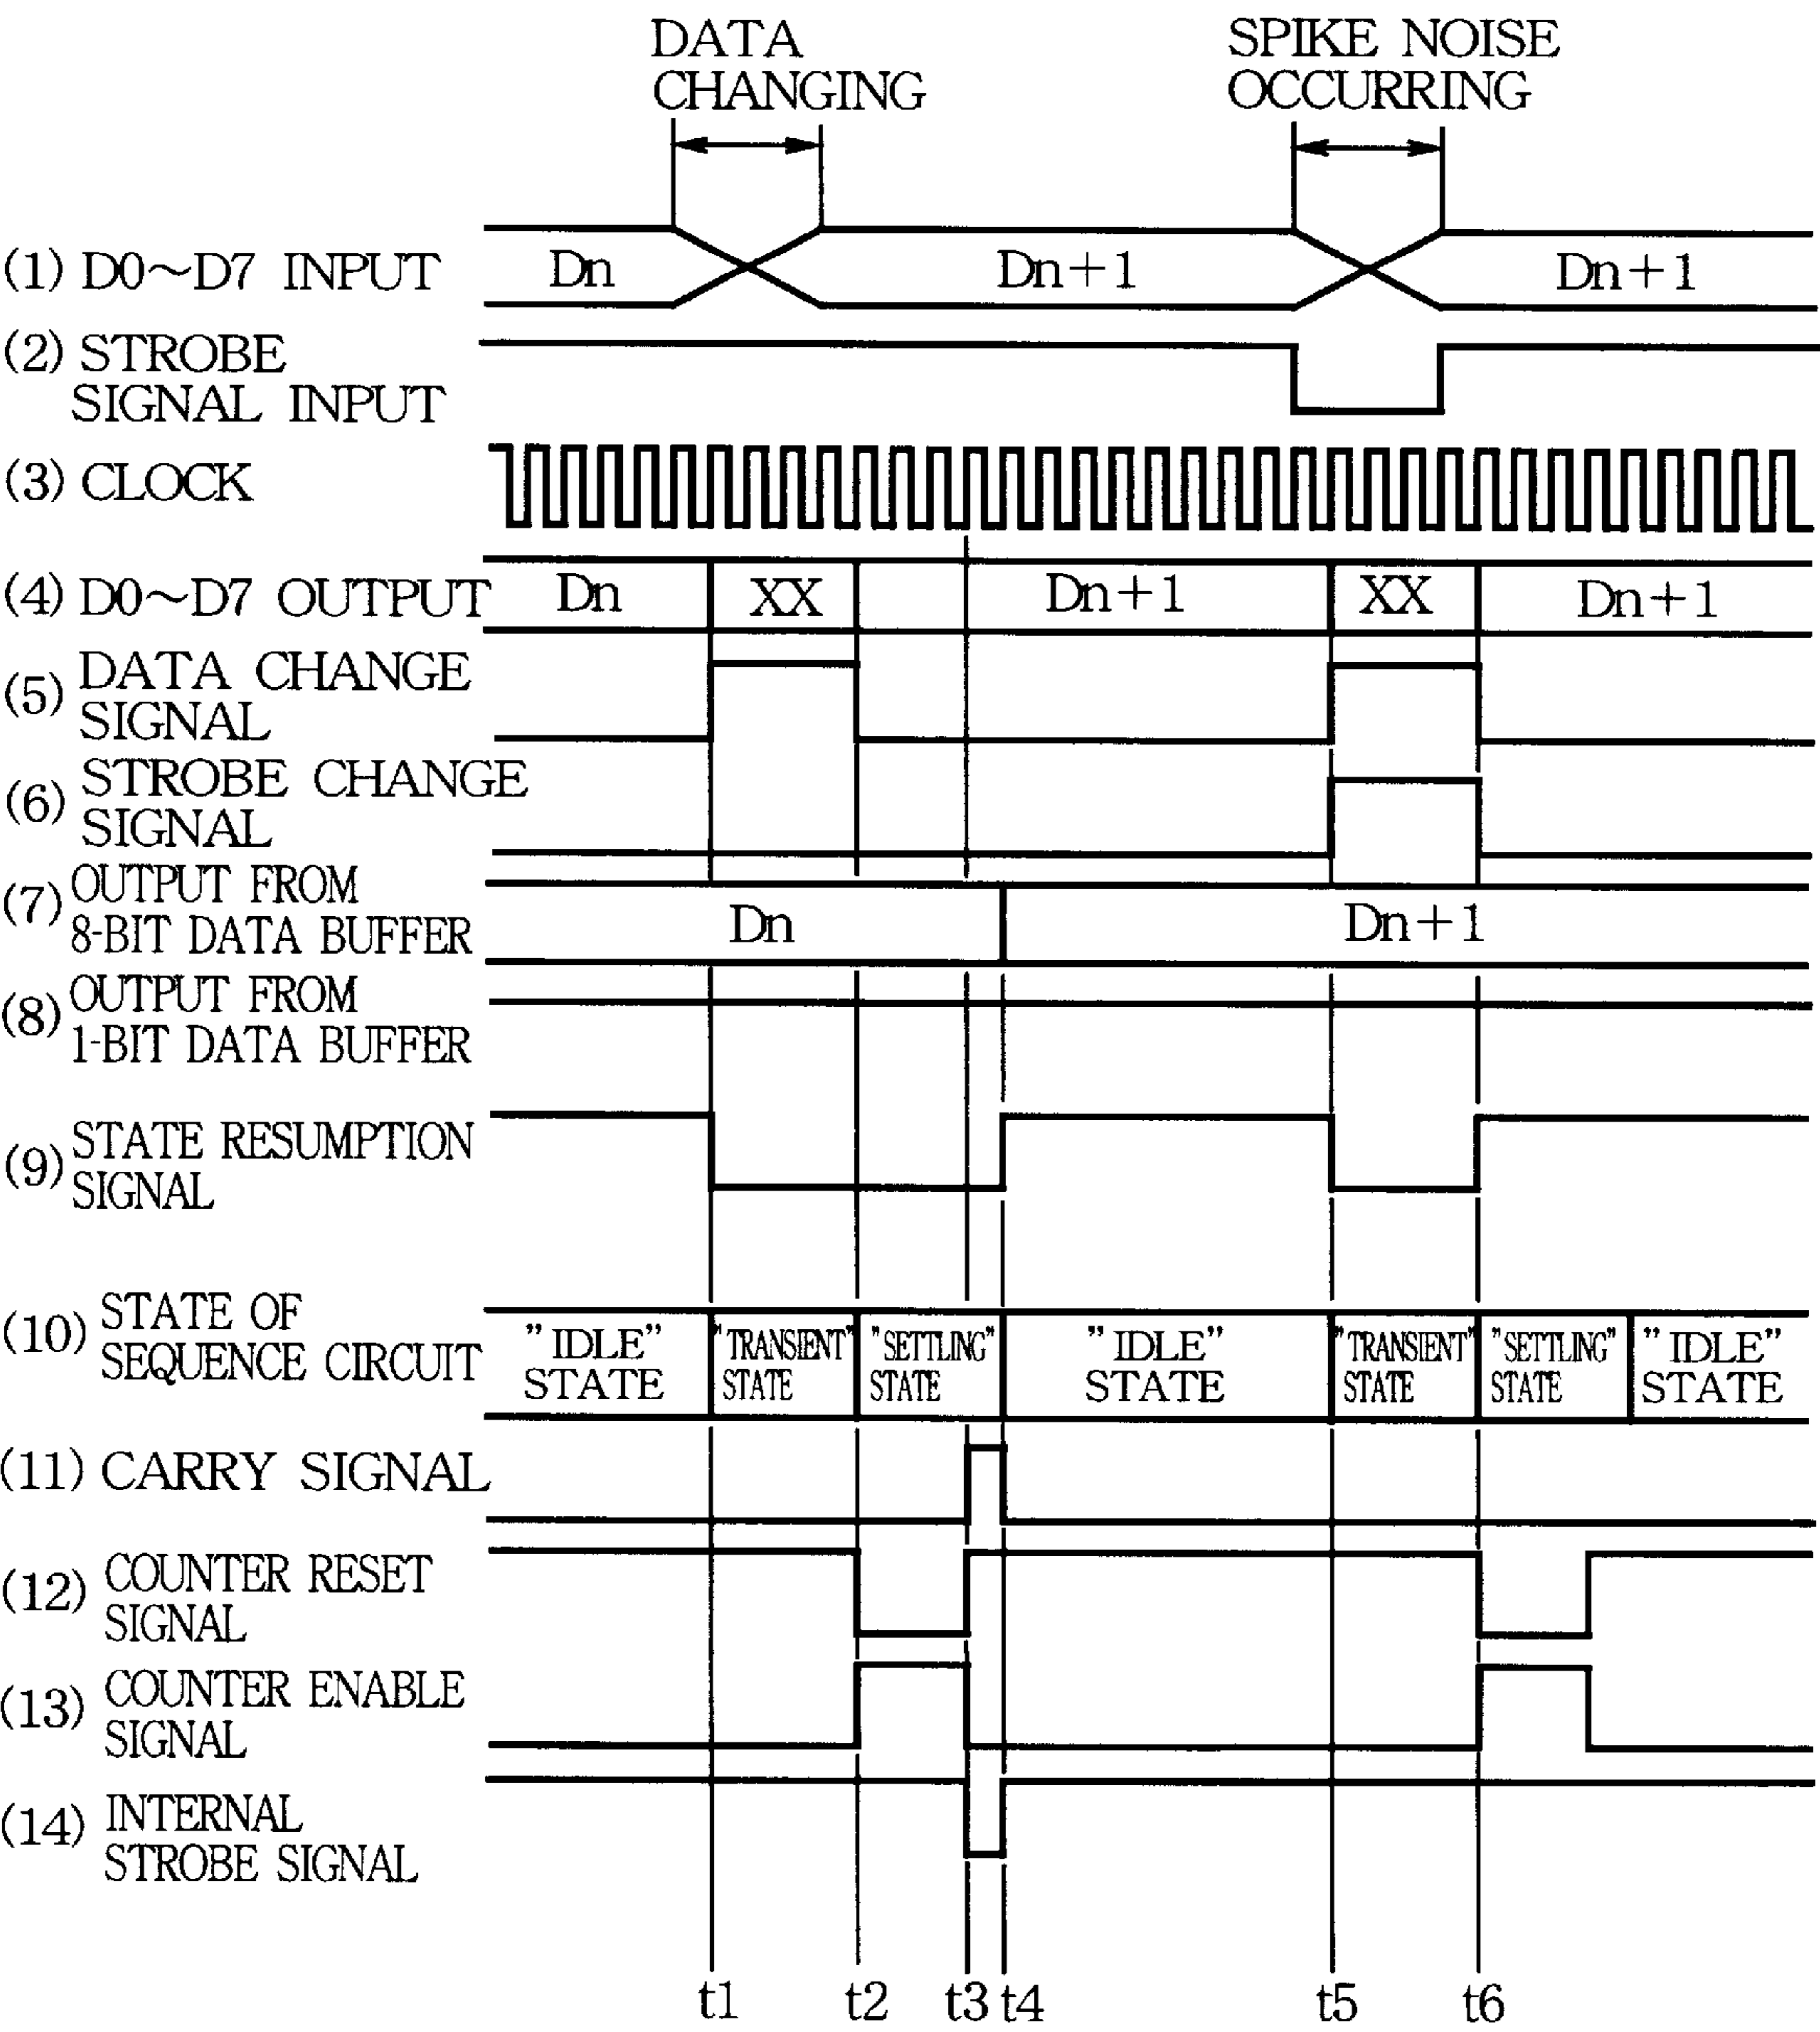 DATA
CHANGING
SPIKE NOISE
OCCURRING
(1) D0~D7 INPUT
Dn
Dn+1
Dn+1
(2) STROBE
SIGNAL INPUT
(3) CLOCK
(4) D0~D7 OUTPUT
Dn
XX
Dn+1
XX
Dn+1
(5) DATA CHANGE
SIGNAL
(6) STROBE CHANGE
SIGNAL
(7) OUTPUT FROM
8-BIT DATA BUFFER
Dn
Dn+1
(8) OUTPUT FROM
1-BIT DATA BUFFER
(9) STATE RESUMPTION
SIGNAL
(10) STATE OF
SEQUENCE CIRCUIT
"IDLE"
STATE
"TRANSIENT"
STATE
"SETTLING"
STATE
"IDLE"
STATE
"TRANSIENT"
STATE
"SETTLING"
STATE
"IDLE"
STATE
(11) CARRY SIGNAL
(12) COUNTER RESET
SIGNAL
(13) COUNTER ENABLE
SIGNAL
(14) INTERNAL
STROBE SIGNAL
t1 t2 t3 t4 t5 t6